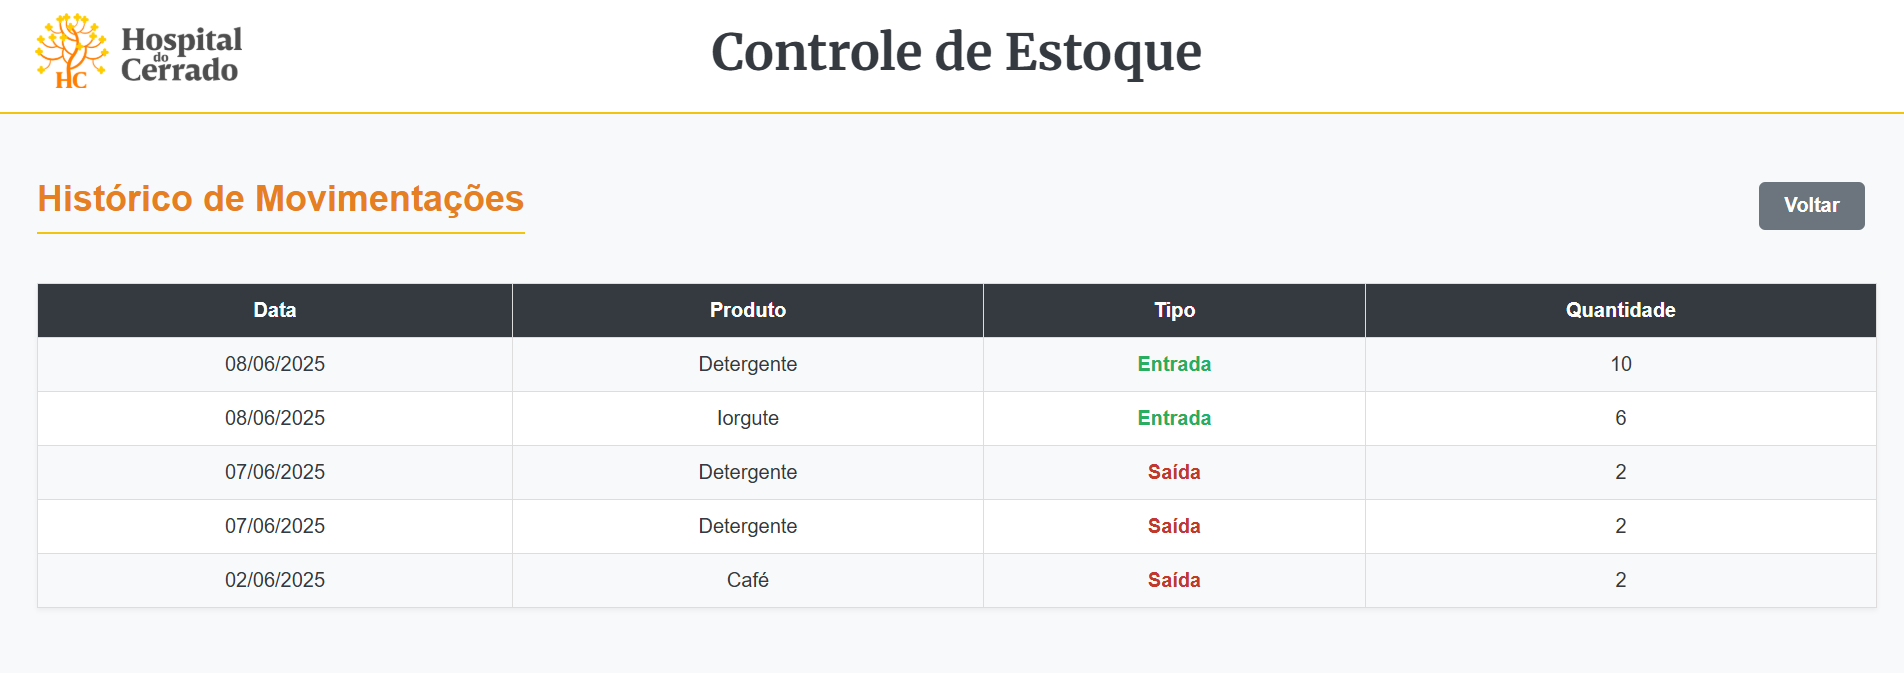 HC
Hospital
do
Cerrado
Controle de Estoque
Histórico de Movimentações
Voltar
Data Produto Tipo Quantidade
08/06/2025 Detergente Entrada 10
08/06/2025 Iorgute Entrada 6
07/06/2025 Detergente Saída 2
07/06/2025 Detergente Saída 2
02/06/2025 Café Saída 2